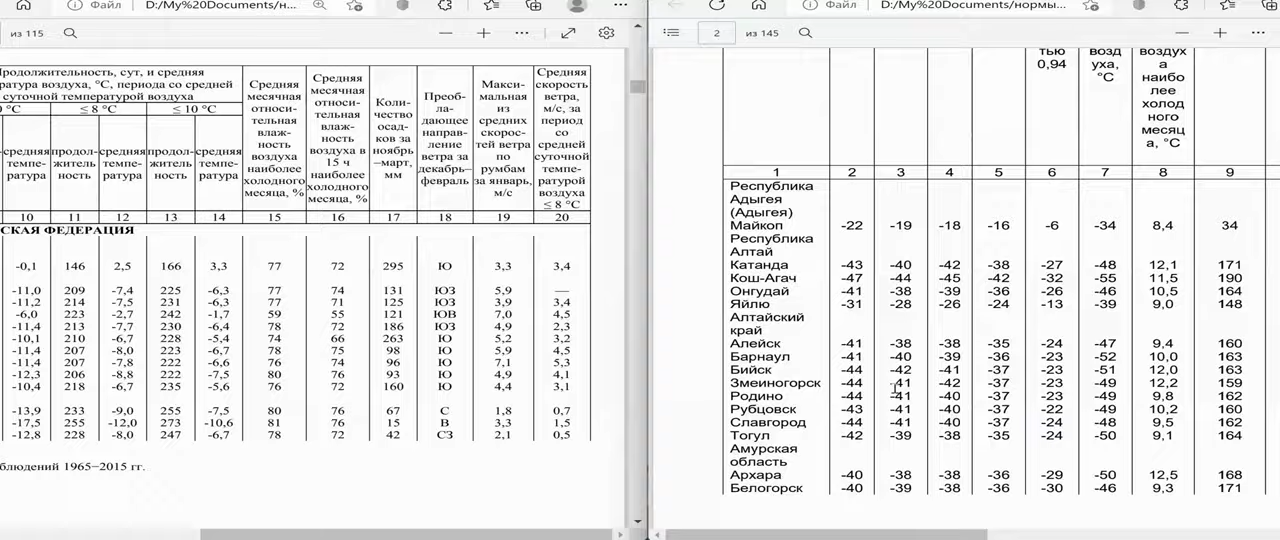 Файл D:/My%20Documents/н...
Файл D:/My%20Documents/нормы...
из 115
2 из 145
Продолжительность, сут, и средняя
ратура воздуха, °С, периода со средней
суточной температурой воздуха
0 °С ≤ 8 °С ≤ 10 °С
средняя темпе- ратура
продол- житель ность
средняя темпе- ратура
продол- житель ность
средняя темпе- ратура
Средняя месячная относи- тельная влаж- ность воздуха наиболее холодного месяца, %
Средняя месячная относи- тельная влаж- ность воздуха в 15 ч наиболее холодного месяца, %
Коли- чество осад- ков за ноябрь –март, мм
Преоб- ла- дающее направ- ление ветра за декабрь– февраль
Макси- мальная из средних скорос- тей ветра по румбам за январь, м/с
Средняя скорость ветра, м/с, за период со средней суточной темпе- ратурой воздуха ≤ 8 °С
10 11 12 13 14 15 16 17 18 19 20
СКАЯ ФЕДЕРАЦИЯ
-0,1 146 2,5 166 3,3 77 72 295 Ю 3,3 3,4
-11,0 209 -7,4 225 -6,3 77 74 131 ЮЗ 5,9 —
-11,2 214 -7,5 231 -6,3 77 71 125 ЮЗ 3,9 3,4
-6,0 223 -2,7 242 -1,7 59 55 121 ЮВ 7,0 4,5
-11,4 213 -7,7 230 -6,4 78 72 186 ЮЗ 4,9 2,3
-10,1 210 -6,7 228 -5,4 74 66 263 Ю 5,2 3,2
-11,4 207 -8,0 223 -6,7 78 75 98 Ю 5,9 4,5
-11,4 207 -7,8 222 -6,6 76 74 96 Ю 7,1 5,3
-12,3 206 -8,8 222 -7,5 80 76 93 Ю 4,9 4,1
-10,4 218 -6,7 235 -5,6 76 72 160 Ю 4,4 3,1
-13,9 233 -9,0 255 -7,5 80 76 67 С 1,8 0,7
-17,5 255 -12,0 273 -10,6 81 76 15 В 3,3 1,5
-12,8 228 -8,0 247 -6,7 78 72 42 СЗ 2,1 0,5
блюдений 1965−2015 гг.
тью 0,94
возд уха, °С
воздух а наибо лее холод ного месяц а, °С
1 2 3 4 5 6 7 8 9
Республика
Адыгея
(Адыгея)
Майкоп -22 -19 -18 -16 -6 -34 8,4 34
Республика
Алтай
Катанда -43 -40 -42 -38 -27 -48 12,1 171
Кош-Агач -47 -44 -45 -42 -32 -55 11,5 190
Онгудай -41 -38 -39 -36 -26 -46 10,5 164
Яйлю -31 -28 -26 -24 -13 -39 9,0 148
Алтайский
край
Алейск -41 -38 -38 -35 -24 -47 9,4 160
Барнаул -41 -40 -39 -36 -23 -52 10,0 163
Бийск -44 -42 -41 -37 -23 -51 12,0 163
Змеиногорск -44 -41 -42 -37 -23 -49 12,2 159
Родино -44 -41 -40 -37 -23 -49 9,8 162
Рубцовск -43 -41 -40 -37 -22 -49 10,2 160
Славгород -44 -41 -40 -37 -24 -48 9,5 162
Тогул -42 -39 -38 -35 -24 -50 9,1 164
Амурская
область
Архара -40 -38 -38 -36 -29 -50 12,5 168
Белогорск -40 -39 -38 -36 -30 -46 9,3 171